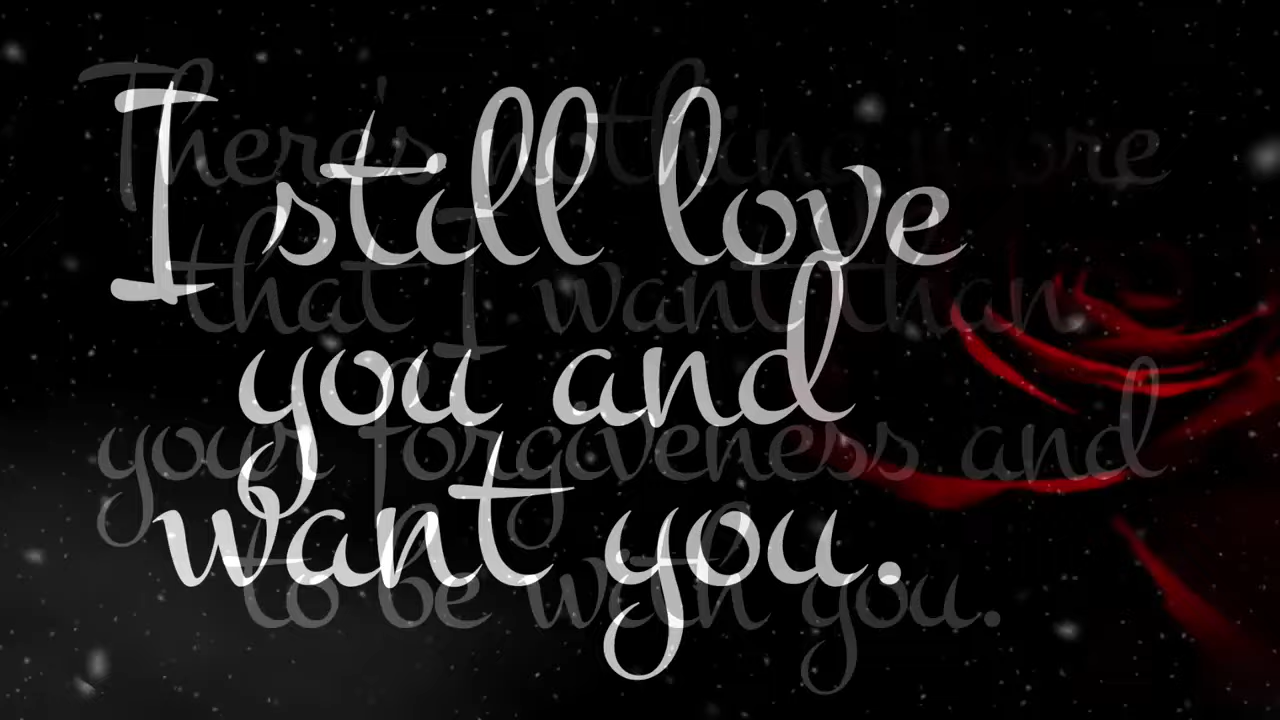 I still love
you and
want you.
There's nothing more
that I want than
your forgiveness and
to be with you.